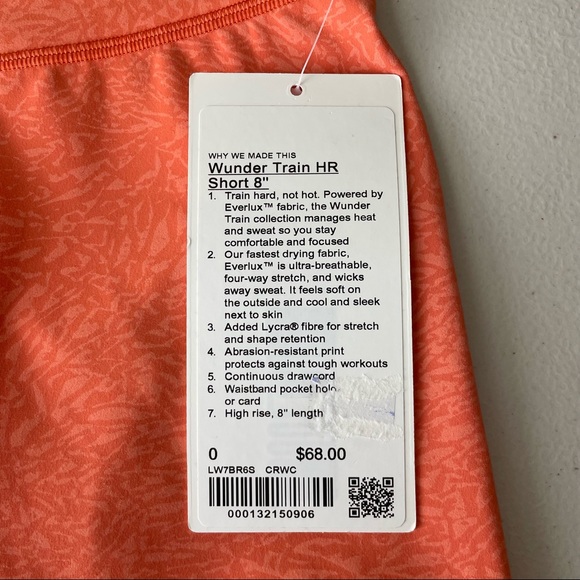 WHY WE MADE THIS
Wunder Train HR
Short 8"
1. Train hard, not hot. Powered by
Everlux™ fabric, the Wunder
Train collection manages heat
and sweat so you stay
comfortable and focused
2. Our fastest drying fabric,
Everlux™ is ultra-breathable,
four-way stretch, and wicks
away sweat. It feels soft on
the outside and cool and sleek
next to skin
3. Added Lycra® fibre for stretch
and shape retention
4. Abrasion-resistant print
protects against tough workouts
5. Continuous drawcord
6. Waistband pocket
or card
7. High rise, 8" length
0 $68.00
LW7BR6S CRWC
000132150906